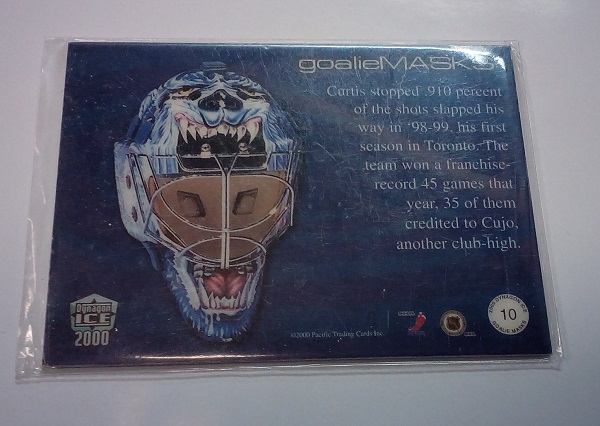 goalieMASKS
Curtis stopped .910 percent
of the shots slapped his
way in '98-99, his first
season in Toronto. The
team won a franchise-
record 45 games that
year, 35 of them
credited to Cujo,
another club-high.
Dynagon
ICE
2000
©2000 Pacific Trading Cards Inc.
10
GOALIE MASKS